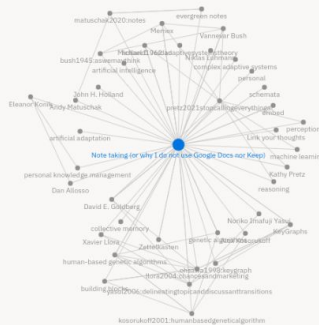 evergreen notes
matuschak2020:notes
Memex
Vannevar Bush
bush1945:aswemaythink
complex adaptive systems
artificial intelligence
personal
John H. Holland
schemata
Andy Matuschak
Eleanor Konik
embed
perception
artificial adaptation
Link your thoughts
Note taking (or why I do not use Google Docs nor Keep)
machine learning
Kathy Pretz
personal knowledge management
reasoning
Dan Allosso
David E. Goldberg
Noriko Imafuji Yasui
collective memory
KeyGraphs
Xavier Llorà
Zettelkasten
human-based genetic algorithms
building blocks
kosorukoff2001:humanbasedgeneticalgorithm